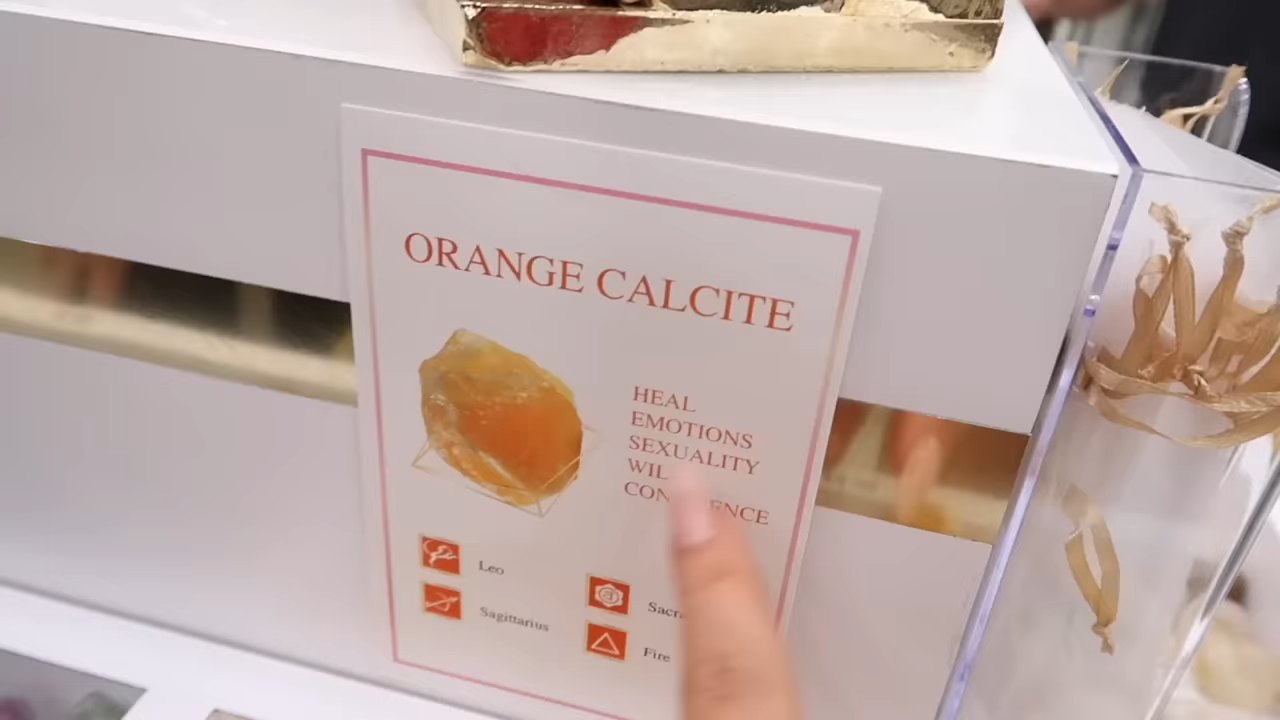 ORANGE CALCITE
HEAL
EMOTIONS
SEXUALITY
Leo
Sagittarius
Fire